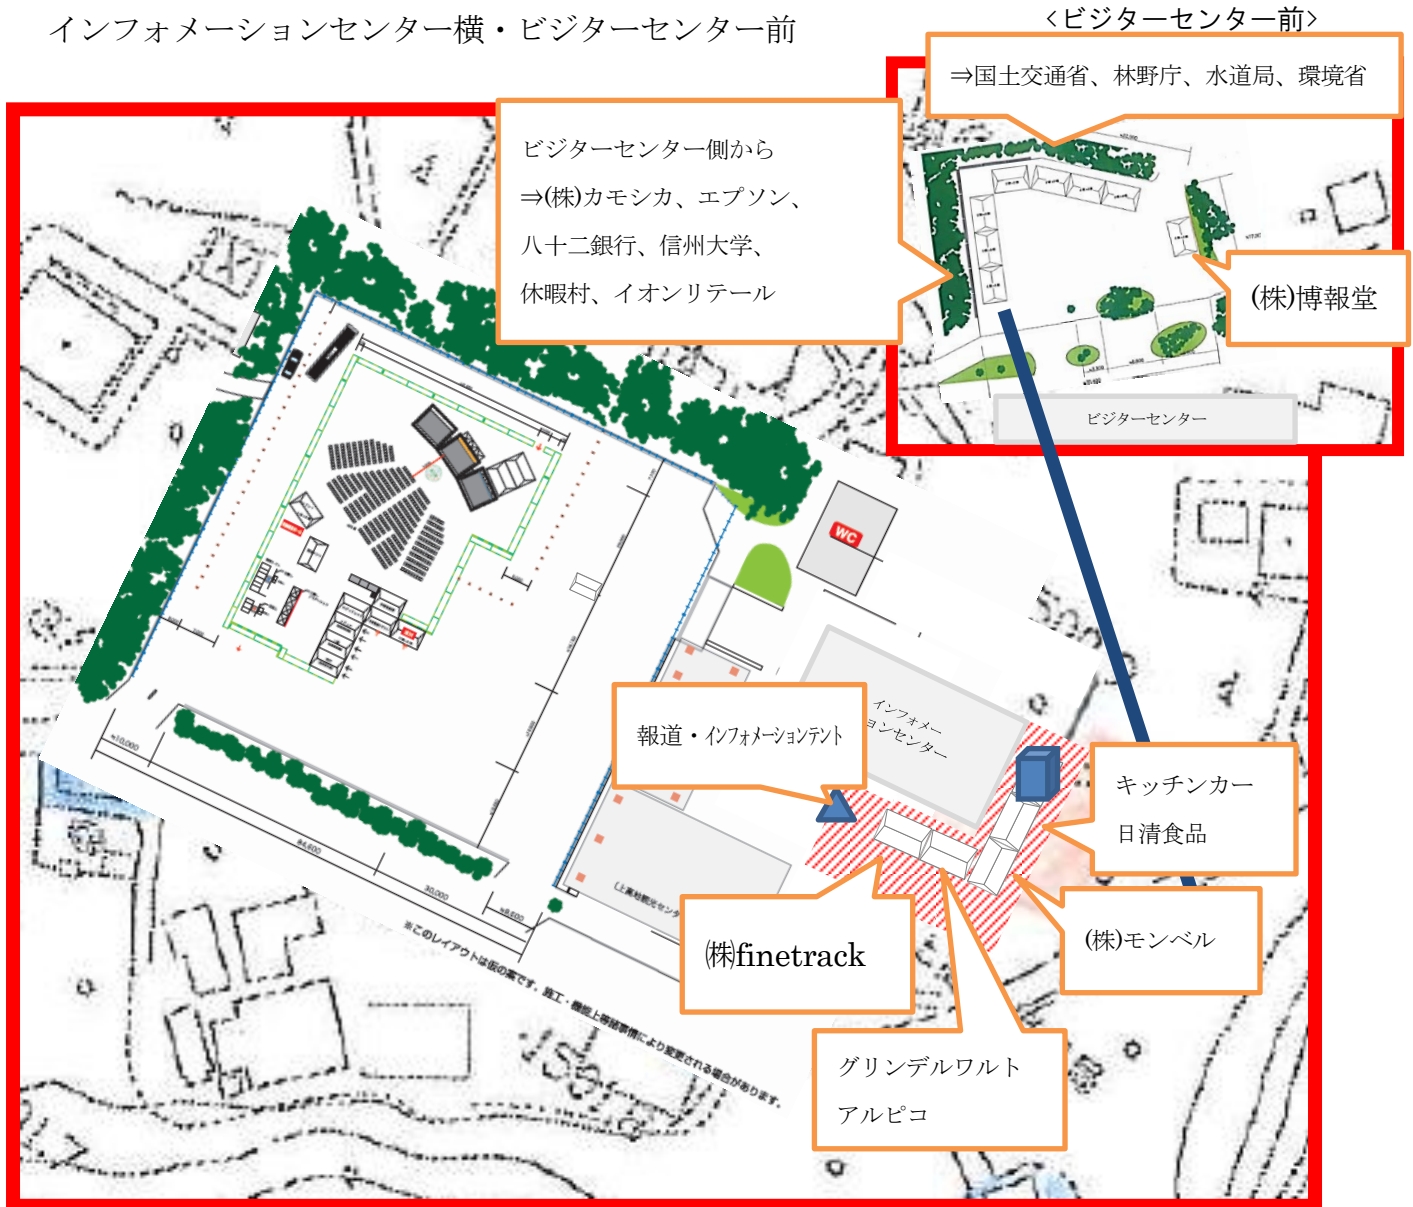 インフォメーションセンター横・ビジターセンター前
<ビジターセンター前>
⇒国土交通省、林野庁、水道局、環境省
ビジターセンター側から
⇒(株)カモシカ、エプソン、
八十二銀行、信州大学、
休暇村、イオンリテール
(株)博報堂
ビジターセンター
WC
インフォメー
ションセンター
報道・インフォメーションテント
キッチンカー
日清食品
(株)モンベル
㈱finetrack
グリンデルワルト
アルピコ
10,000
30,000
※このレイアウトは仮の案です。施工・機構上等諸事情により変更される場合があります。